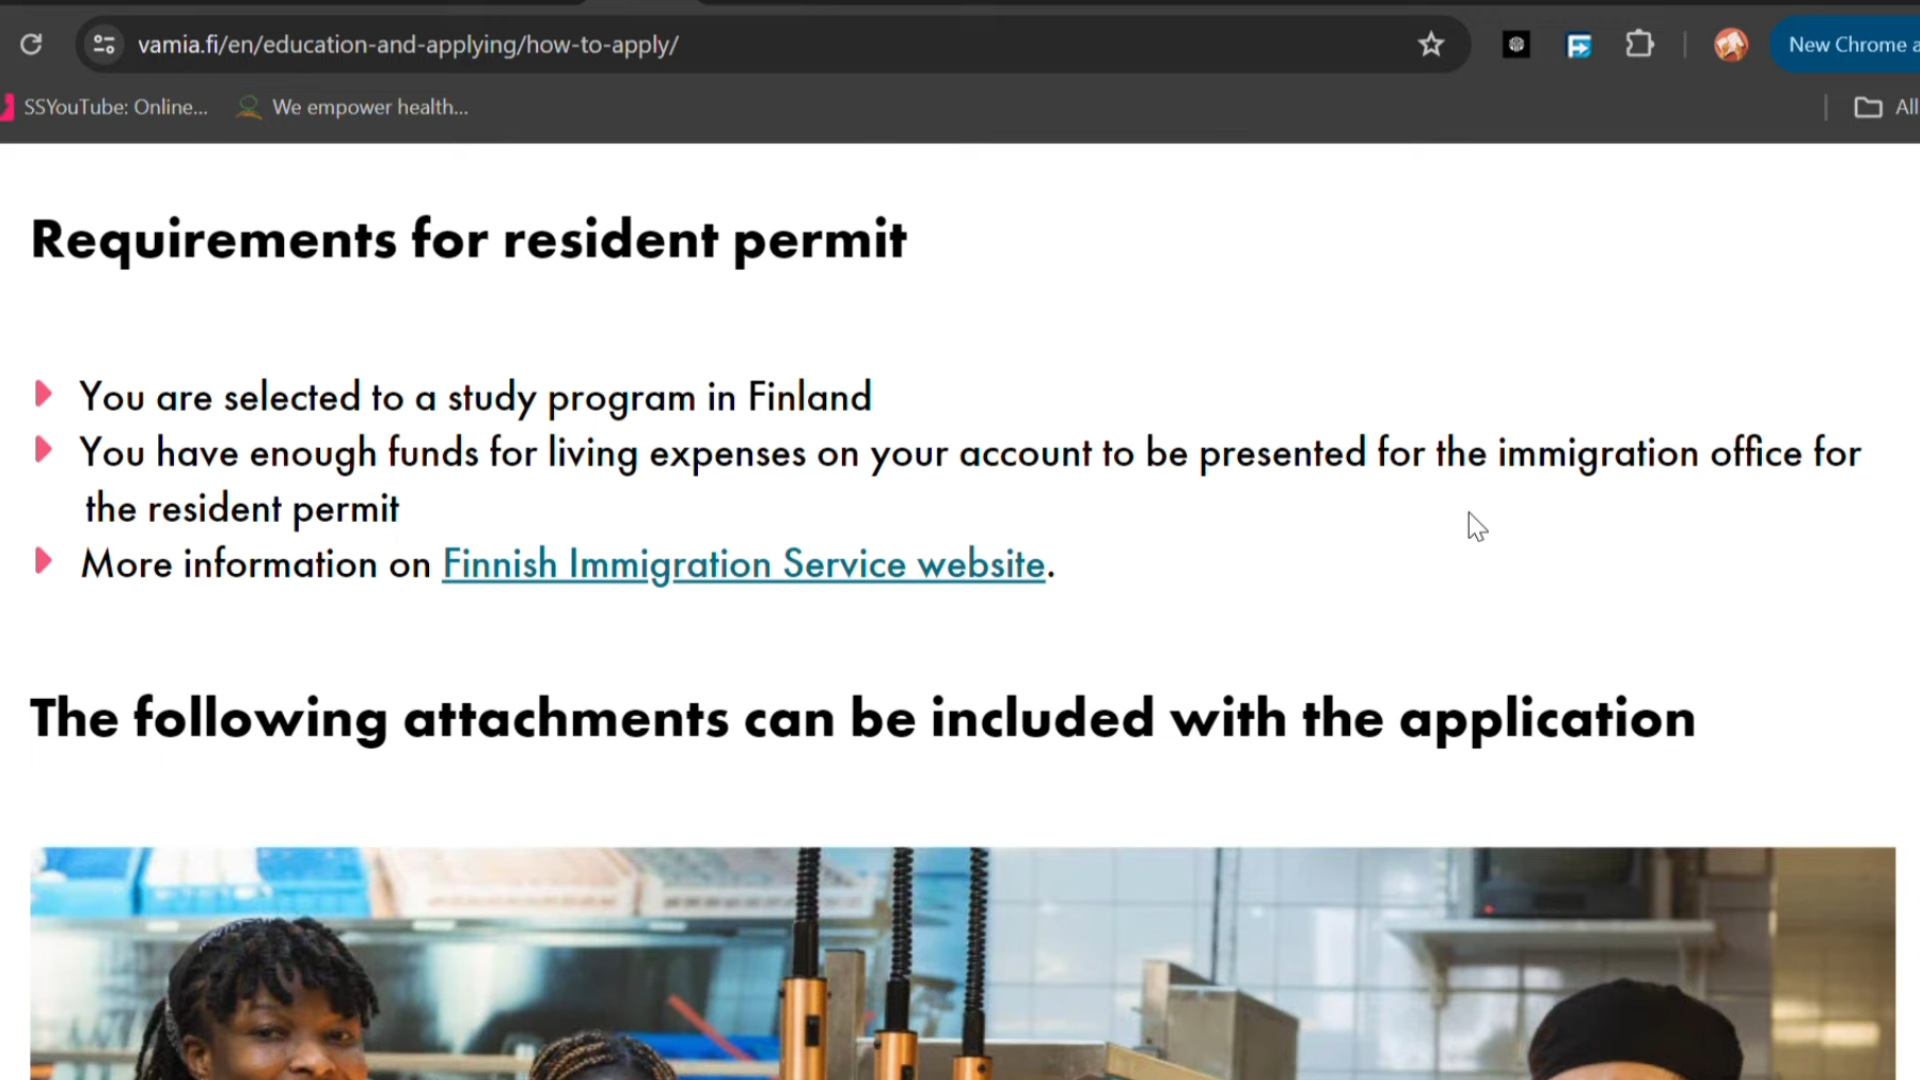 vamia.fi/en/education-and-applying/how-to-apply/
New Chrome a
SSYouTube: Online...
We empower health...
All
Requirements for resident permit
You are selected to a study program in Finland
You have enough funds for living expenses on your account to be presented for the immigration office for
the resident permit
More information on Finnish Immigration Service website.
The following attachments can be included with the application